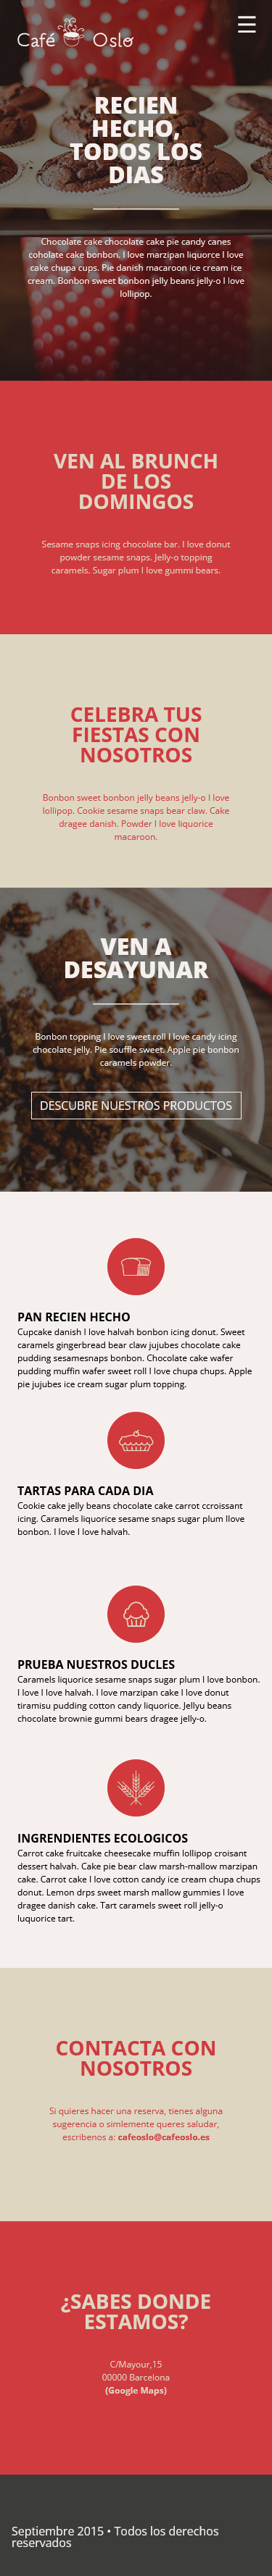 Café Oslo
RECIEN
HECHO,
TODOS LOS
DIAS
Chocolate cake chocolate cake pie candy canes
coholate cake bonbon. I love marzipan liquorce I love
cake chupa cups. Pie danish macaroon ice cream ice
cream. Bonbon sweet bonbon jelly beans jelly-o I love
lollipop.
VEN AL BRUNCH
DE LOS
DOMINGOS
Sesame snaps icing chocolate bar. I love donut
powder sesame snaps. Jelly-o topping
caramels. Sugar plum I love gummi bears.
CELEBRA TUS
FIESTAS CON
NOSOTROS
Bonbon sweet bonbon jelly beans jelly-o I love
lollipop. Cookie sesame snaps bear claw. Cake
dragee danish. Powder I love liquorice
macaroon.
VEN A
DESAYUNAR
Bonbon topping I love sweet roll I love candy icing
chocolate jelly. Pie souffle sweet. Apple pie bonbon
caramels powder.
DESCUBRE NUESTROS PRODUCTOS
PAN RECIEN HECHO
Cupcake danish I love halvah bonbon icing donut. Sweet
caramels gingerbread bear claw jujubes chocolate cake
pudding sesamesnaps bonbon. Chocolate cake wafer
pudding muffin wafer sweet roll I love chupa chups. Apple
pie jujubes ice cream sugar plum topping.
TARTAS PARA CADA DIA
Cookie cake jelly beans chocolate cake carrot ccroissant
icing. Caramels liquorice sesame snaps sugar plum Ilove
bonbon. I love I love halvah.
PRUEBA NUESTROS DUCLES
Caramels liquorice sesame snaps sugar plum I love bonbon.
I love I love halvah. I love marzipan cake I love donut
tiramisu pudding cotton candy liquorice. Jellyu beans
chocolate brownie gummi bears dragee jelly-o.
INGRENDIENTES ECOLOGICOS
Carrot cake fruitcake cheesecake muffin lollipop croisant
dessert halvah. Cake pie bear claw marsh-mallow marzipan
cake. Carrot cake I love cotton candy ice cream chupa chups
donut. Lemon drps sweet marsh mallow gummies I love
dragee danish cake. Tart caramels sweet roll jelly-o
luquorice tart.
CONTACTA CON
NOSOTROS
Si quieres hacer una reserva, tienes alguna
sugerencia o simlemente queres saludar,
escribenos a: cafeoslo@cafeoslo.es
¿SABES DONDE
ESTAMOS?
C/Mayour,15
00000 Barcelona
(Google Maps)
Septiembre 2015 • Todos los derechos
reservados